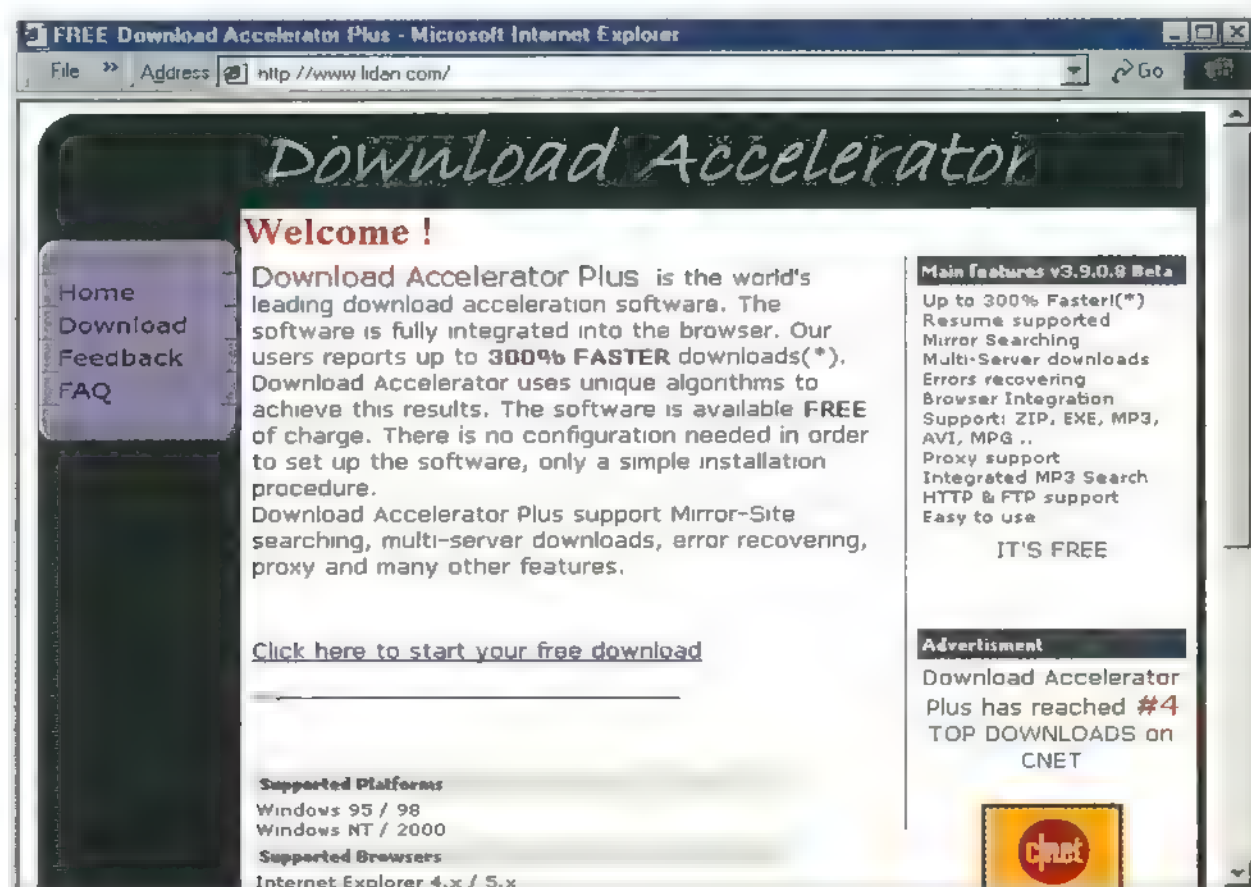 FREE Download Accelerator Plus - Microsoft Internet Explorer
File » Address http //www lidan com/ Go
Download Accelerator
Home
Download
Feedback
FAQ
Welcome !
Download Accelerator Plus is the world's
leading download acceleration software. The
software is fully integrated into the browser. Our
users reports up to 300% FASTER downloads(*).
Download Accelerator uses unique algorithms to
achieve this results. The software is available FREE
of charge. There is no configuration needed in order
to set up the software, only a simple installation
procedure.
Download Accelerator Plus support Mirror-Site
searching, multi-server downloads, error recovering,
proxy and many other features.
Click here to start your free download
Supported Platforms
Windows 95 / 98
Windows NT / 2000
Supported Browsers
Internet Explorer 4.x / 5.x
Main features v3.9.0.8 Beta
Up to 300% Faster!(*)
Resume supported
Mirror Searching
Multi-Server downloads
Errors recovering
Browser Integration
Support: ZIP, EXE, MP3,
AVI, MPG ..
Proxy support
Integrated MP3 Search
HTTP & FTP support
Easy to use
IT'S FREE
Advertisment
Download Accelerator
Plus has reached #4
TOP DOWNLOADS on
CNET
c|net